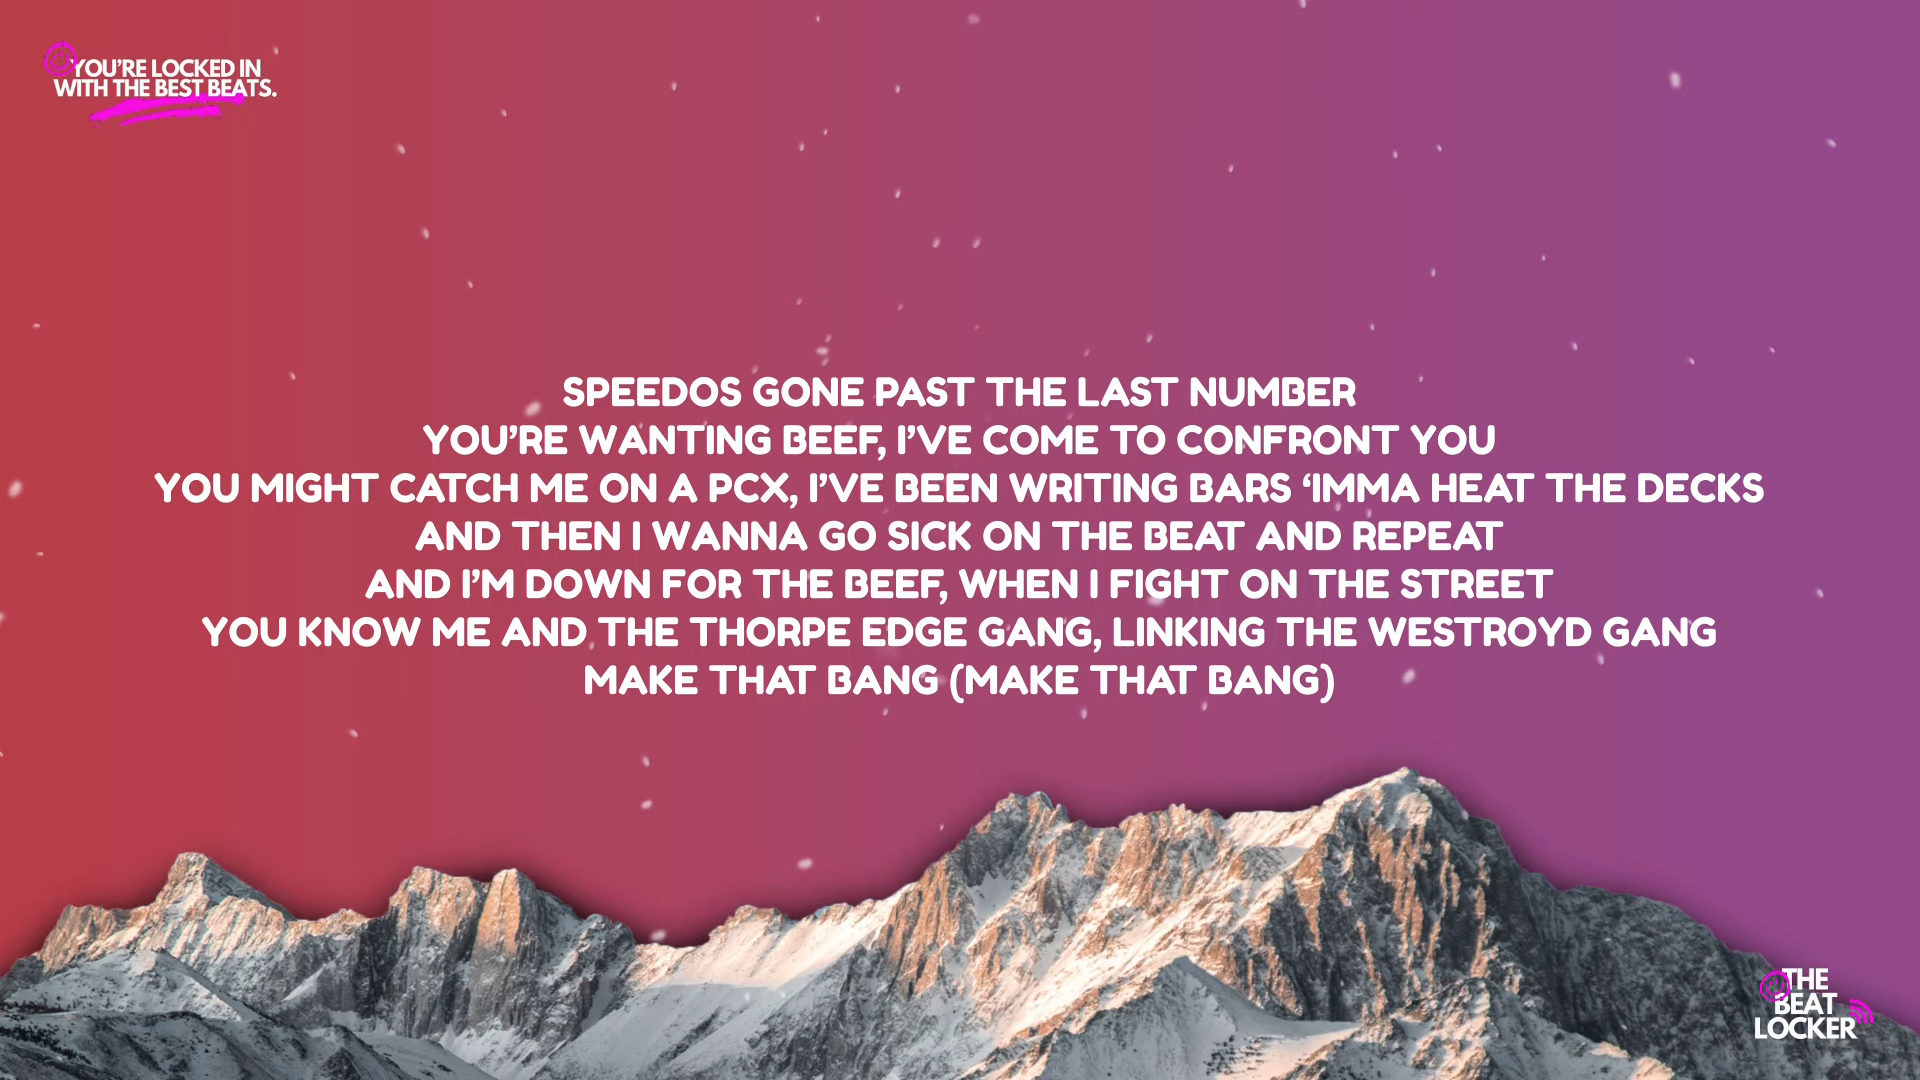 YOU'RE LOCKED IN
WITH THE BEST BEATS.
SPEEDOS GONE PAST THE LAST NUMBER
YOU'RE WANTING BEEF, I'VE COME TO CONFRONT YOU
YOU MIGHT CATCH ME ON A PCX, I'VE BEEN WRITING BARS ‘IMMA HEAT THE DECKS
AND THEN I WANNA GO SICK ON THE BEAT AND REPEAT
AND I'M DOWN FOR THE BEEF, WHEN I FIGHT ON THE STREET
YOU KNOW ME AND THE THORPE EDGE GANG, LINKING THE WESTROYD GANG
MAKE THAT BANG (MAKE THAT BANG)
THE
BEAT
LOCKER